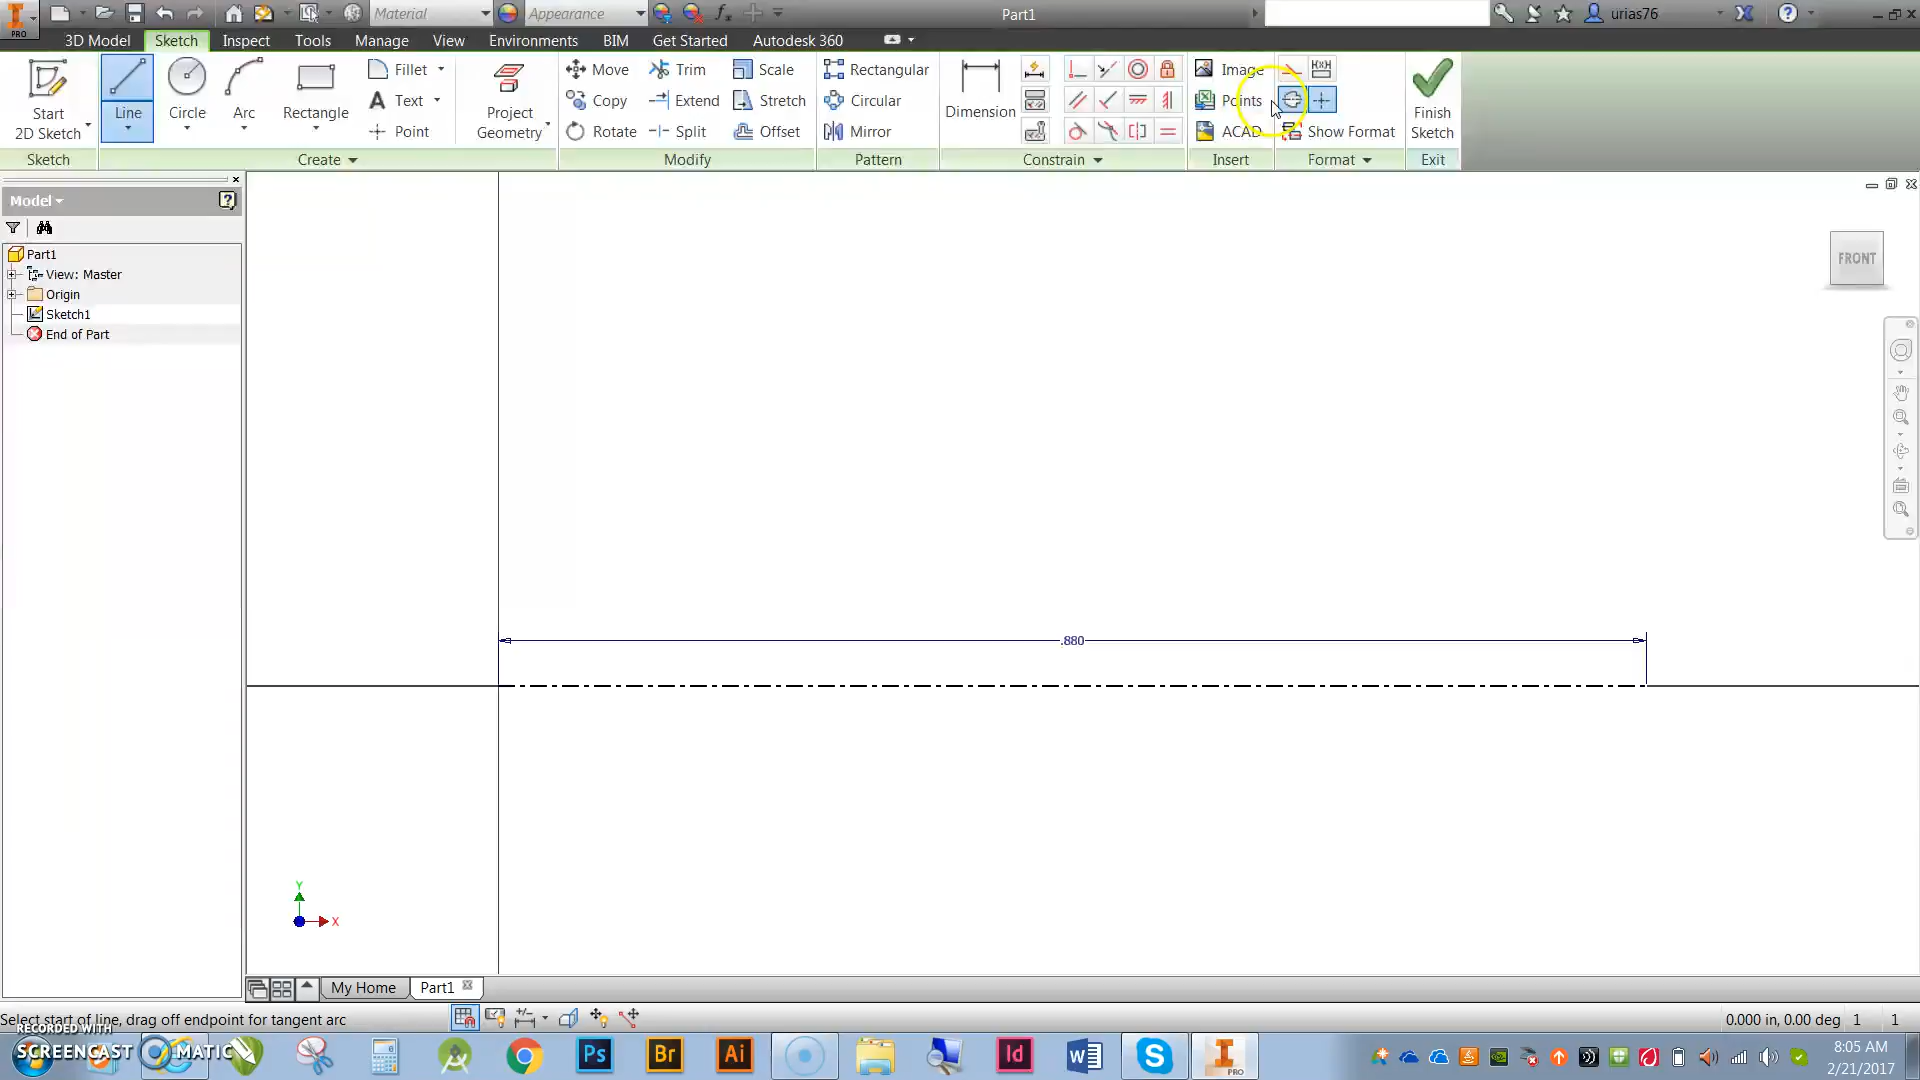 Material
Appearance
Part1
urias76
PRO
3D Model
Sketch
Inspect
Tools
Manage
View
Environments
BIM
Get Started
Autodesk 360
Start
2D Sketch
Line
Circle
Arc
Rectangle
Fillet
Text
Point
Project
Geometry
Move
Copy
Rotate
Trim
Extend
Split
Scale
Stretch
Offset
Rectangular
Circular
Mirror
Dimension
Image
Points
ACAD
Show Format
Finish
Sketch
Sketch
Create
Modify
Pattern
Constrain
Insert
Format
Exit
Model
Part1
View: Master
Origin
Sketch1
End of Part
FRONT
.880
Y
X
My Home
Part1
Select start of line, drag off endpoint for tangent arc
0.000 in, 0.00 deg
1
1
RECORDED WITH
SCREENCAST
MATIC
Ps
Br
Ai
Id
W
S
PRO
8:05 AM
2/21/2017